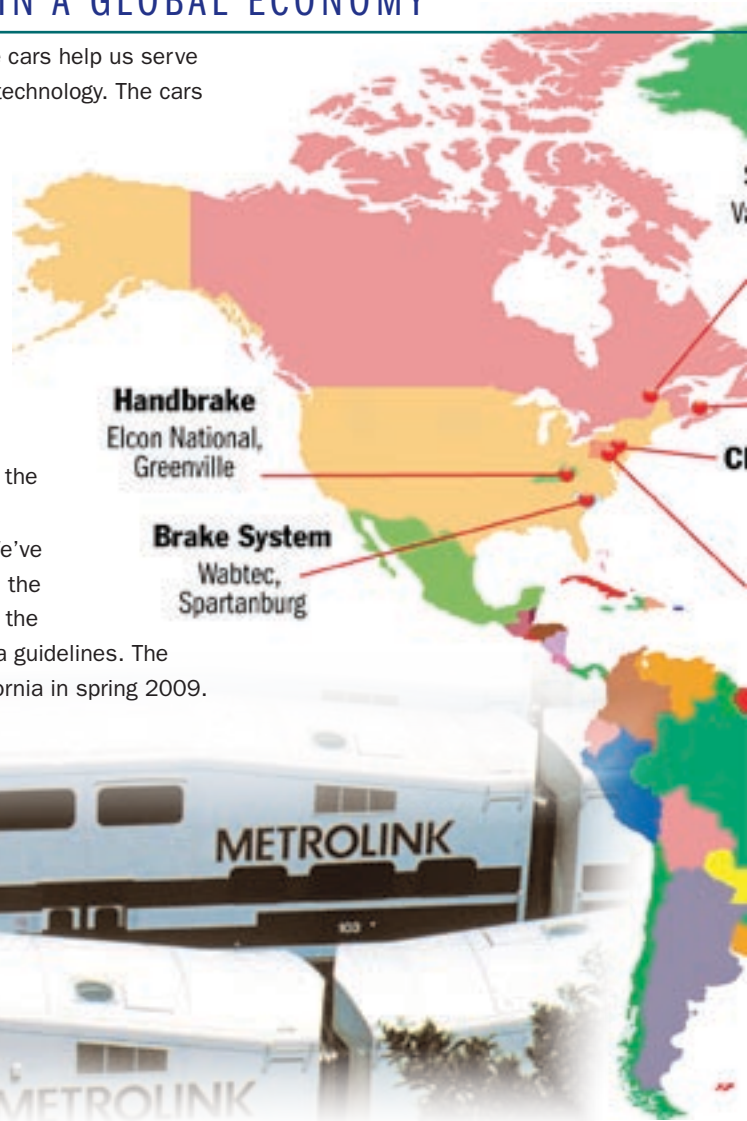 IN A GLOBAL ECONOMY
cars help us serve
technology. The cars
Handbrake
Elcon National,
Greenville
the
Brake System
Wabtec,
Spartanburg
e've
the
the
a guidelines. The
ornia in spring 2009.
METROLINK
103
METROLINK